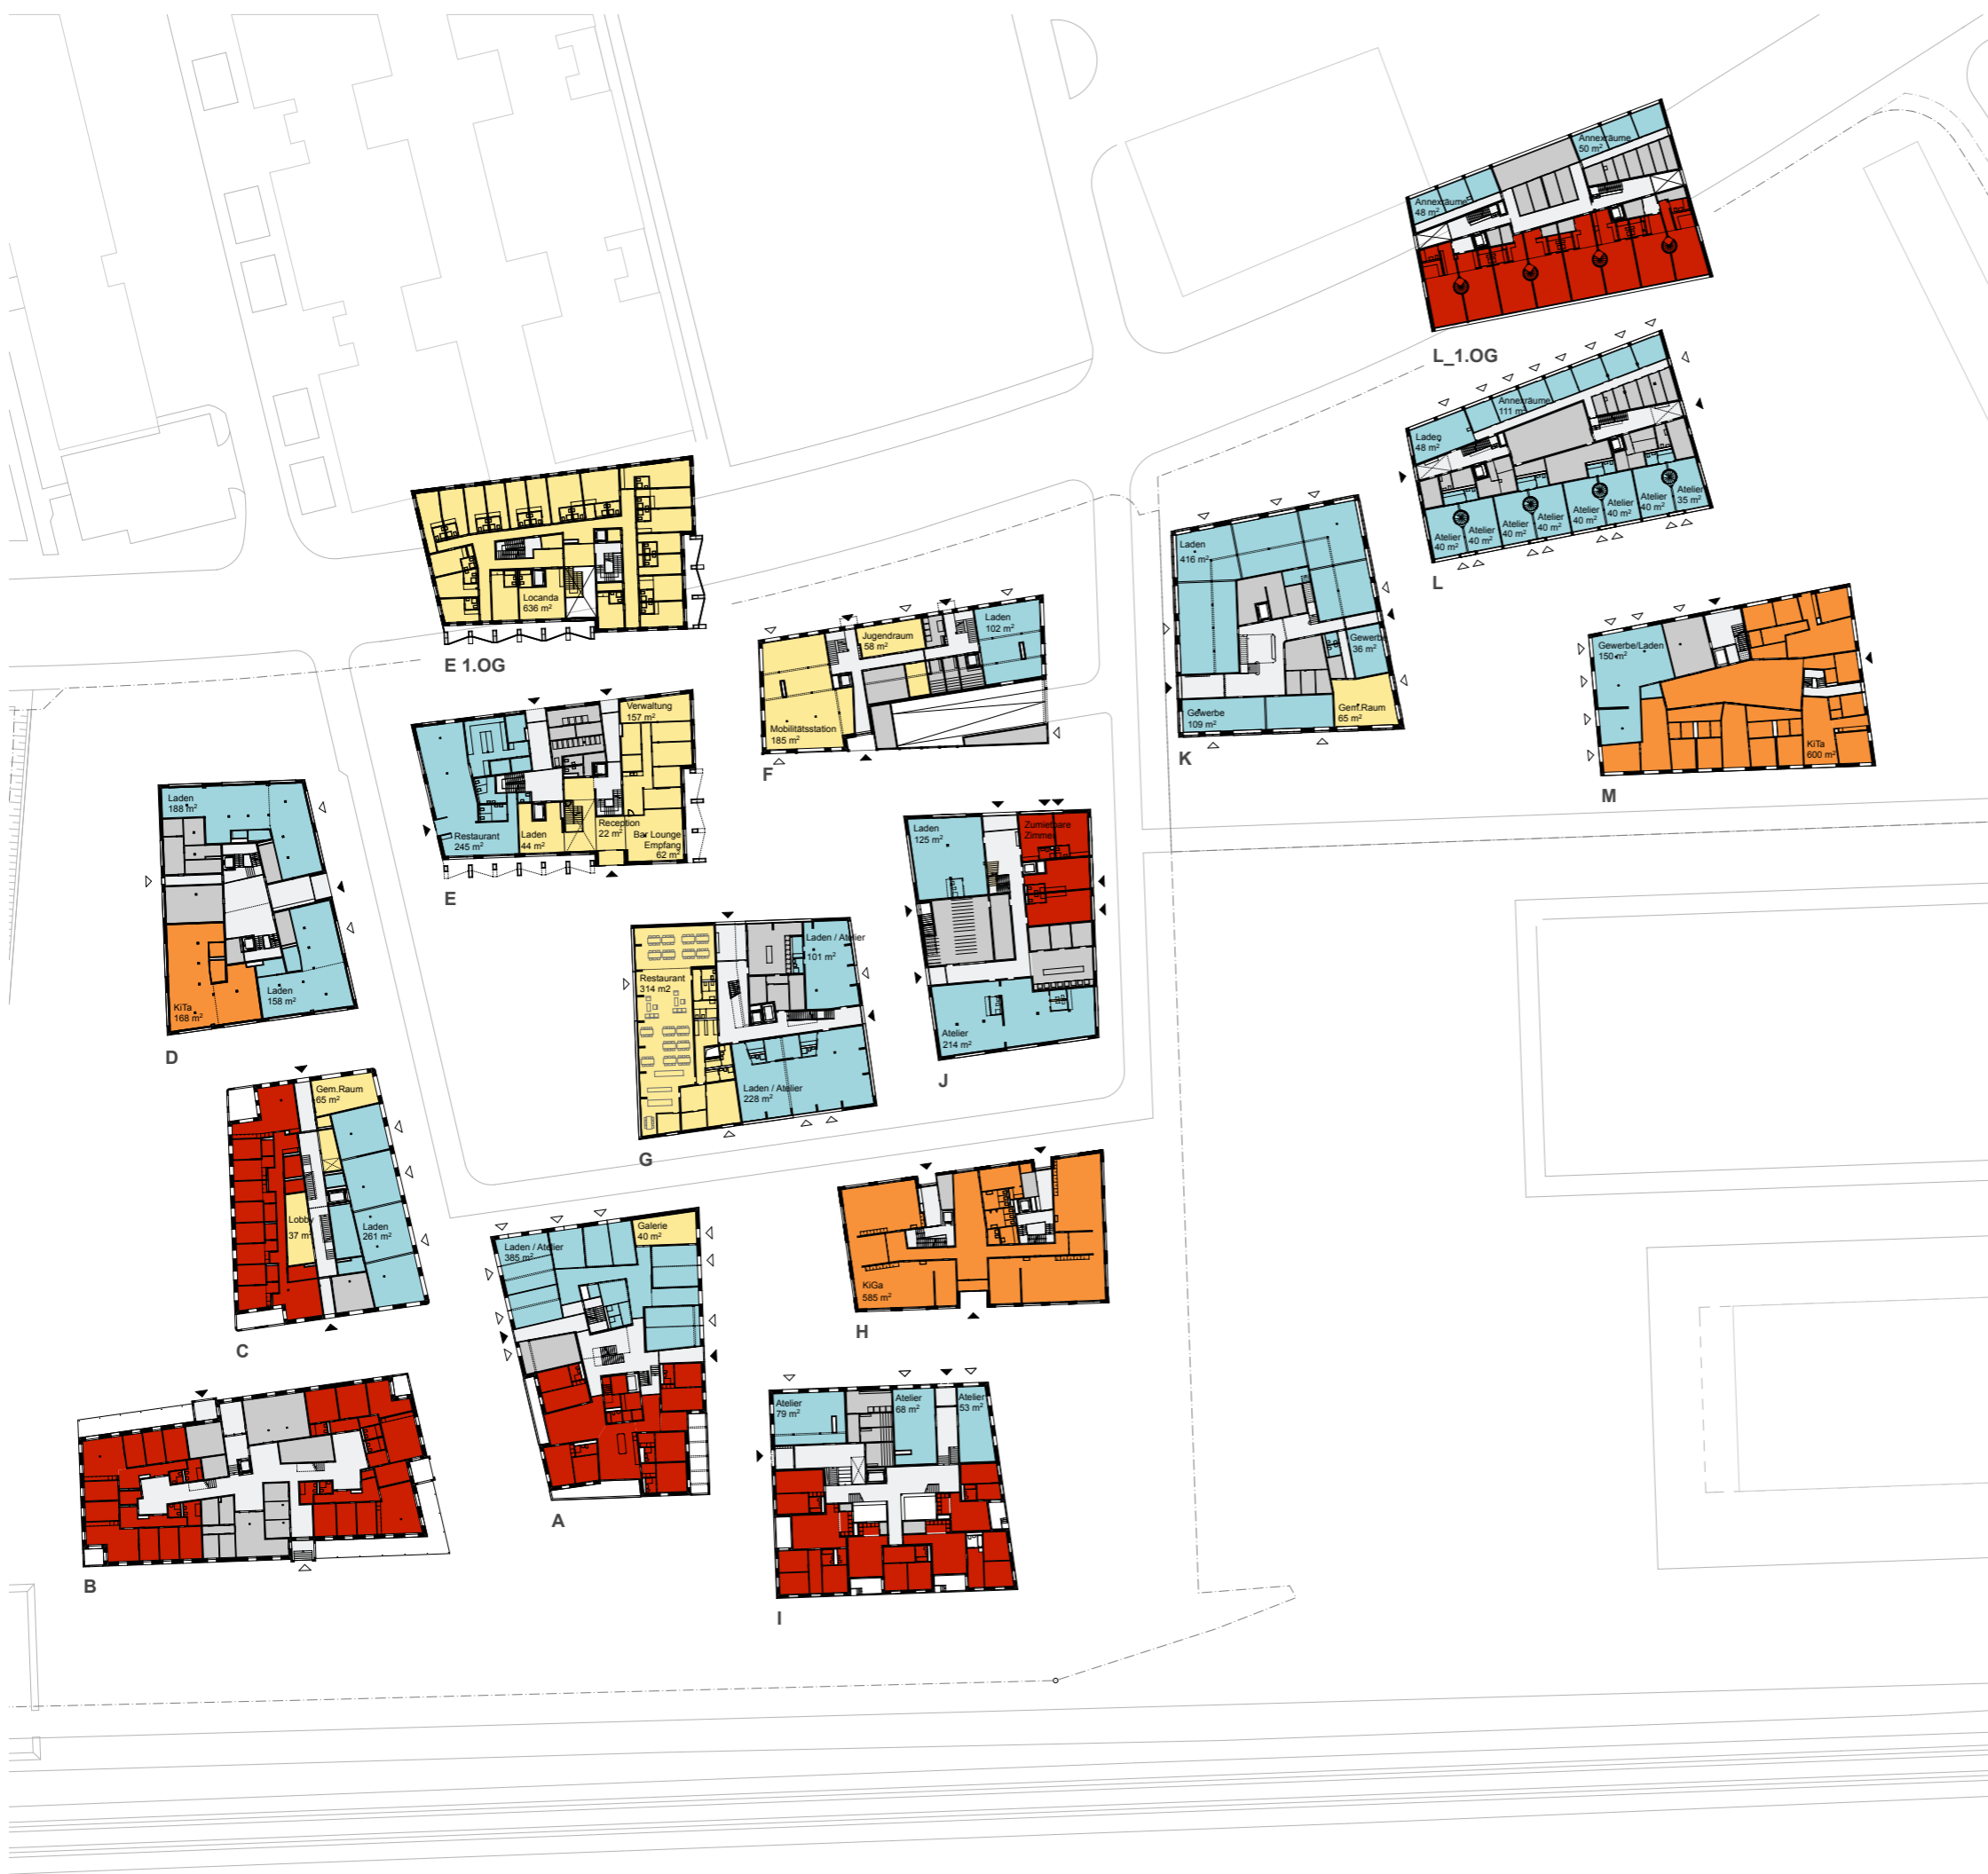 Annexräume
50 m²
Annexräume
48 m²
L_1.OG
Annexräume
111 m²
Laden
48 m²
Atelier
40 m²
Atelier
40 m²
Atelier
40 m²
Atelier
40 m²
Atelier
40 m²
Atelier
40 m²
Atelier
40 m²
Atelier
35 m²
L
Locanda
636 m²
E 1.OG
Laden
416 m²
Gewerbe
36 m²
Gem.Raum
65 m²
Gewerbe
109 m²
K
Jugendraum
58 m²
Laden
102 m²
Mobilitätsstation
185 m²
F
Gewerbe/Laden
150 m²
KiTa
600 m²
M
Verwaltung
157 m²
Restaurant
245 m²
Laden
44 m²
Reception
22 m²
Bar Lounge
Empfang
62 m²
E
Laden
188 m²
KiTa
168 m²
Laden
158 m²
D
Laden
125 m²
Zumietbare
Zimmer
Atelier
214 m²
J
Restaurant
314 m2
Laden / Atelier
101 m²
Laden / Atelier
228 m²
G
Gem.Raum
65 m²
Lobby
37 m²
Laden
261 m²
C
KiGa
585 m²
H
Laden / Atelier
385 m²
Galerie
40 m²
A
B
Atelier
79 m²
Atelier
68 m²
Atelier
53 m²
I